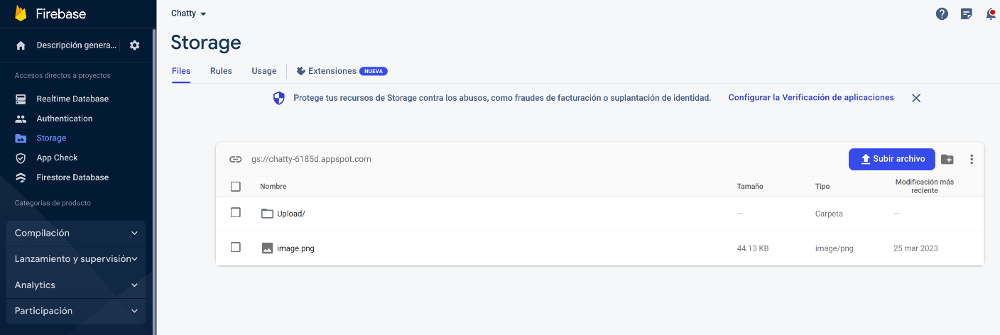 Firebase
Descripción genera...
Accesos directos a proyectos
Realtime Database
Authentication
Storage
App Check
Firestore Database
Categorías de producto
Compilación
Lanzamiento y supervisión
Analytics
Participación
Chatty
Storage
Files Rules Usage Extensiones NUEVA
Protege tus recursos de Storage contra los abusos, como fraudes de facturación o suplantación de identidad. Configurar la Verificación de aplicaciones
gs://chatty-6185d.appspot.com Subir archivo
Nombre Tamaño Tipo Modificación más
reciente
Upload/ — Carpeta —
image.png 44.13 KB image/png 25 mar 2023